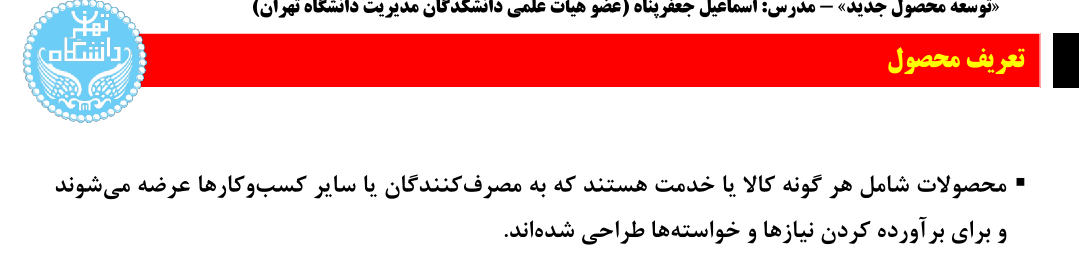 «توسعه محصول جدید» – مدرس: اسماعیل جعفرپناه (عضو هیات علمی دانشکدگان مدیریت دانشگاه تهران)
دانشگاه تهران
تعریف محصول
▪ محصولات شامل هر گونه کالا یا خدمت هستند که به مصرف‌کنندگان یا سایر کسب‌وکارها عرضه می‌شوند
و برای برآورده کردن نیازها و خواسته‌ها طراحی شده‌اند.